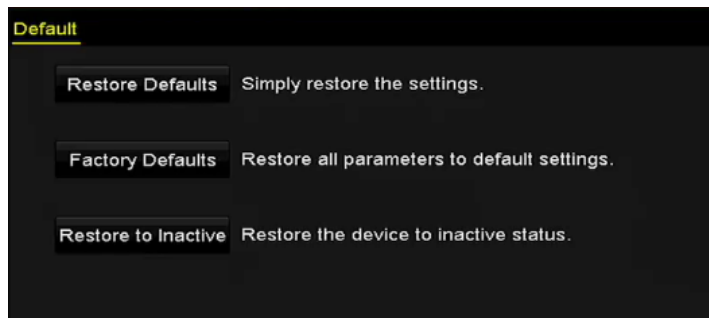 Default
Restore Defaults Simply restore the settings.
Factory Defaults Restore all parameters to default settings.
Restore to Inactive Restore the device to inactive status.